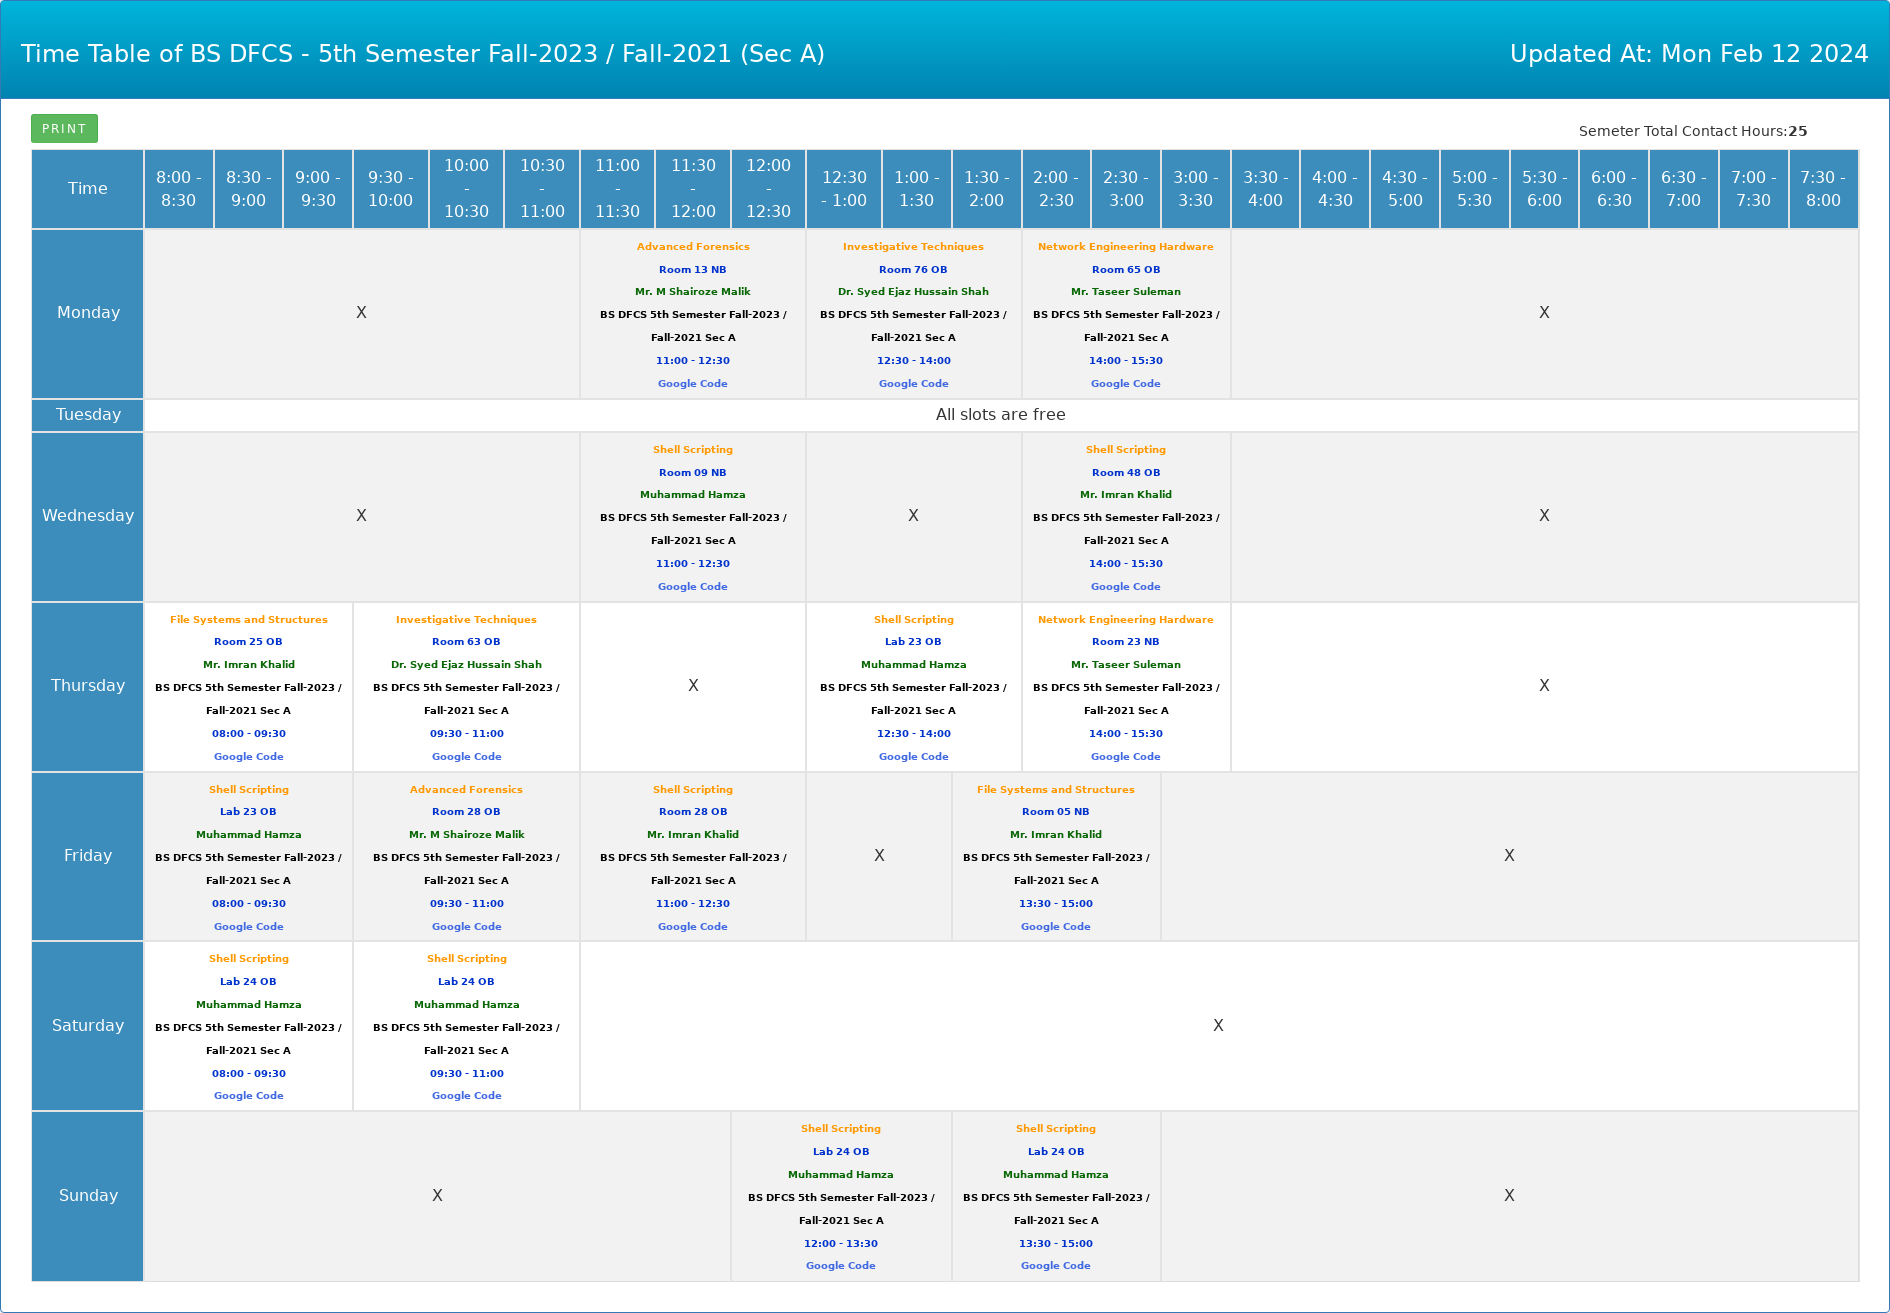 Time Table of BS DFCS - 5th Semester Fall-2023 / Fall-2021 (Sec A)
Updated At: Mon Feb 12 2024
PRINT
Semeter Total Contact Hours:25
Time
8:00 -
8:30
8:30 -
9:00
9:00 -
9:30
9:30 -
10:00
10:00
-
10:30
10:30
-
11:00
11:00
-
11:30
11:30
-
12:00
12:00
-
12:30
12:30
- 1:00
1:00 -
1:30
1:30 -
2:00
2:00 -
2:30
2:30 -
3:00
3:00 -
3:30
3:30 -
4:00
4:00 -
4:30
4:30 -
5:00
5:00 -
5:30
5:30 -
6:00
6:00 -
6:30
6:30 -
7:00
7:00 -
7:30
7:30 -
8:00
Monday
X
Advanced Forensics
Room 13 NB
Mr. M Shairoze Malik
BS DFCS 5th Semester Fall-2023 /
Fall-2021 Sec A
11:00 - 12:30
Google Code
Investigative Techniques
Room 76 OB
Dr. Syed Ejaz Hussain Shah
BS DFCS 5th Semester Fall-2023 /
Fall-2021 Sec A
12:30 - 14:00
Google Code
Network Engineering Hardware
Room 65 OB
Mr. Taseer Suleman
BS DFCS 5th Semester Fall-2023 /
Fall-2021 Sec A
14:00 - 15:30
Google Code
X
Tuesday
All slots are free
Wednesday
X
Shell Scripting
Room 09 NB
Muhammad Hamza
BS DFCS 5th Semester Fall-2023 /
Fall-2021 Sec A
11:00 - 12:30
Google Code
X
Shell Scripting
Room 48 OB
Mr. Imran Khalid
BS DFCS 5th Semester Fall-2023 /
Fall-2021 Sec A
14:00 - 15:30
Google Code
X
Thursday
File Systems and Structures
Room 25 OB
Mr. Imran Khalid
BS DFCS 5th Semester Fall-2023 /
Fall-2021 Sec A
08:00 - 09:30
Google Code
Investigative Techniques
Room 63 OB
Dr. Syed Ejaz Hussain Shah
BS DFCS 5th Semester Fall-2023 /
Fall-2021 Sec A
09:30 - 11:00
Google Code
X
Shell Scripting
Lab 23 OB
Muhammad Hamza
BS DFCS 5th Semester Fall-2023 /
Fall-2021 Sec A
12:30 - 14:00
Google Code
Network Engineering Hardware
Room 23 NB
Mr. Taseer Suleman
BS DFCS 5th Semester Fall-2023 /
Fall-2021 Sec A
14:00 - 15:30
Google Code
X
Friday
Shell Scripting
Lab 23 OB
Muhammad Hamza
BS DFCS 5th Semester Fall-2023 /
Fall-2021 Sec A
08:00 - 09:30
Google Code
Advanced Forensics
Room 28 OB
Mr. M Shairoze Malik
BS DFCS 5th Semester Fall-2023 /
Fall-2021 Sec A
09:30 - 11:00
Google Code
Shell Scripting
Room 28 OB
Mr. Imran Khalid
BS DFCS 5th Semester Fall-2023 /
Fall-2021 Sec A
11:00 - 12:30
Google Code
X
File Systems and Structures
Room 05 NB
Mr. Imran Khalid
BS DFCS 5th Semester Fall-2023 /
Fall-2021 Sec A
13:30 - 15:00
Google Code
X
Saturday
Shell Scripting
Lab 24 OB
Muhammad Hamza
BS DFCS 5th Semester Fall-2023 /
Fall-2021 Sec A
08:00 - 09:30
Google Code
Shell Scripting
Lab 24 OB
Muhammad Hamza
BS DFCS 5th Semester Fall-2023 /
Fall-2021 Sec A
09:30 - 11:00
Google Code
X
Sunday
X
Shell Scripting
Lab 24 OB
Muhammad Hamza
BS DFCS 5th Semester Fall-2023 /
Fall-2021 Sec A
12:00 - 13:30
Google Code
Shell Scripting
Lab 24 OB
Muhammad Hamza
BS DFCS 5th Semester Fall-2023 /
Fall-2021 Sec A
13:30 - 15:00
Google Code
X